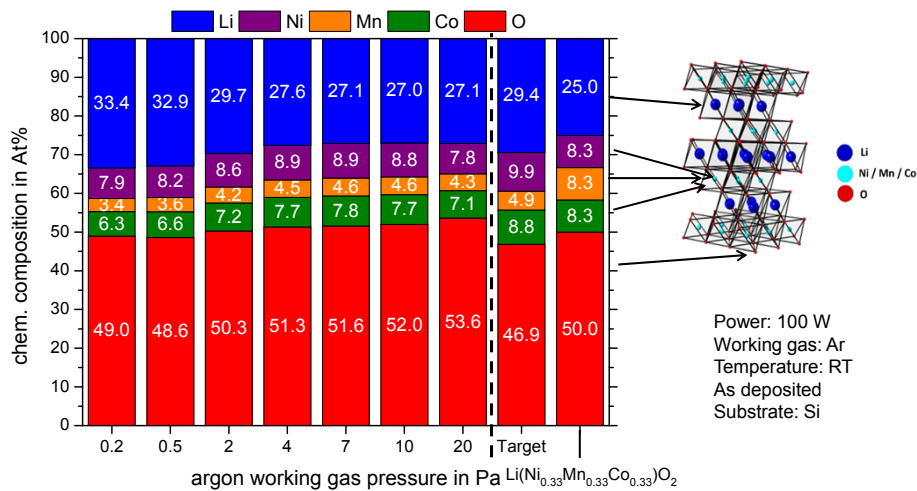 Li Ni Mn Co O
chem. composition in At%
100
90
80
70
60
50
40
30
20
10
0
33.4 32.9 29.7 27.6 27.1 27.0 27.1 29.4 25.0
7.9 8.2 8.6 8.9 8.9 8.8 7.8 9.9 8.3
3.4 3.6 4.2 4.5 4.6 4.6 4.3 4.9 8.3
6.3 6.6 7.2 7.7 7.8 7.7 7.1 8.8 8.3
49.0 48.6 50.3 51.3 51.6 52.0 53.6 46.9 50.0
0.2 0.5 2 4 7 10 20 Target
argon working gas pressure in Pa Li(Ni₀.₃₃Mn₀.₃₃Co₀.₃₃)O₂
Li
Ni / Mn / Co
O
Power: 100 W
Working gas: Ar
Temperature: RT
As deposited
Substrate: Si